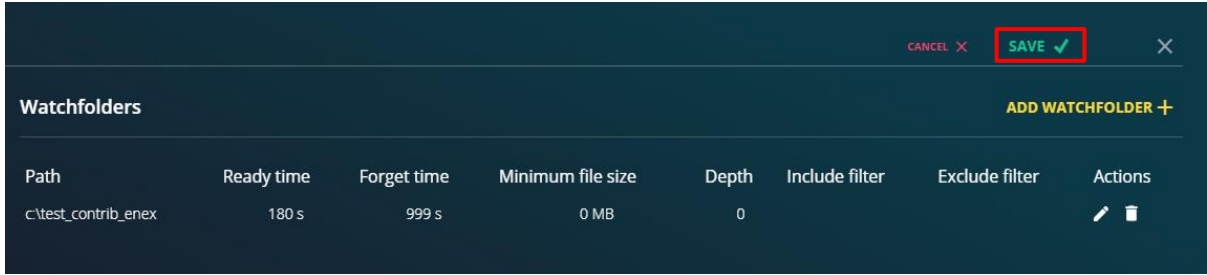 CANCEL SAVE
Watchfolders ADD WATCHFOLDER +
Path Ready time Forget time Minimum file size Depth Include filter Exclude filter Actions
c:\test_contrib_enex 180 s 999 s 0 MB 0